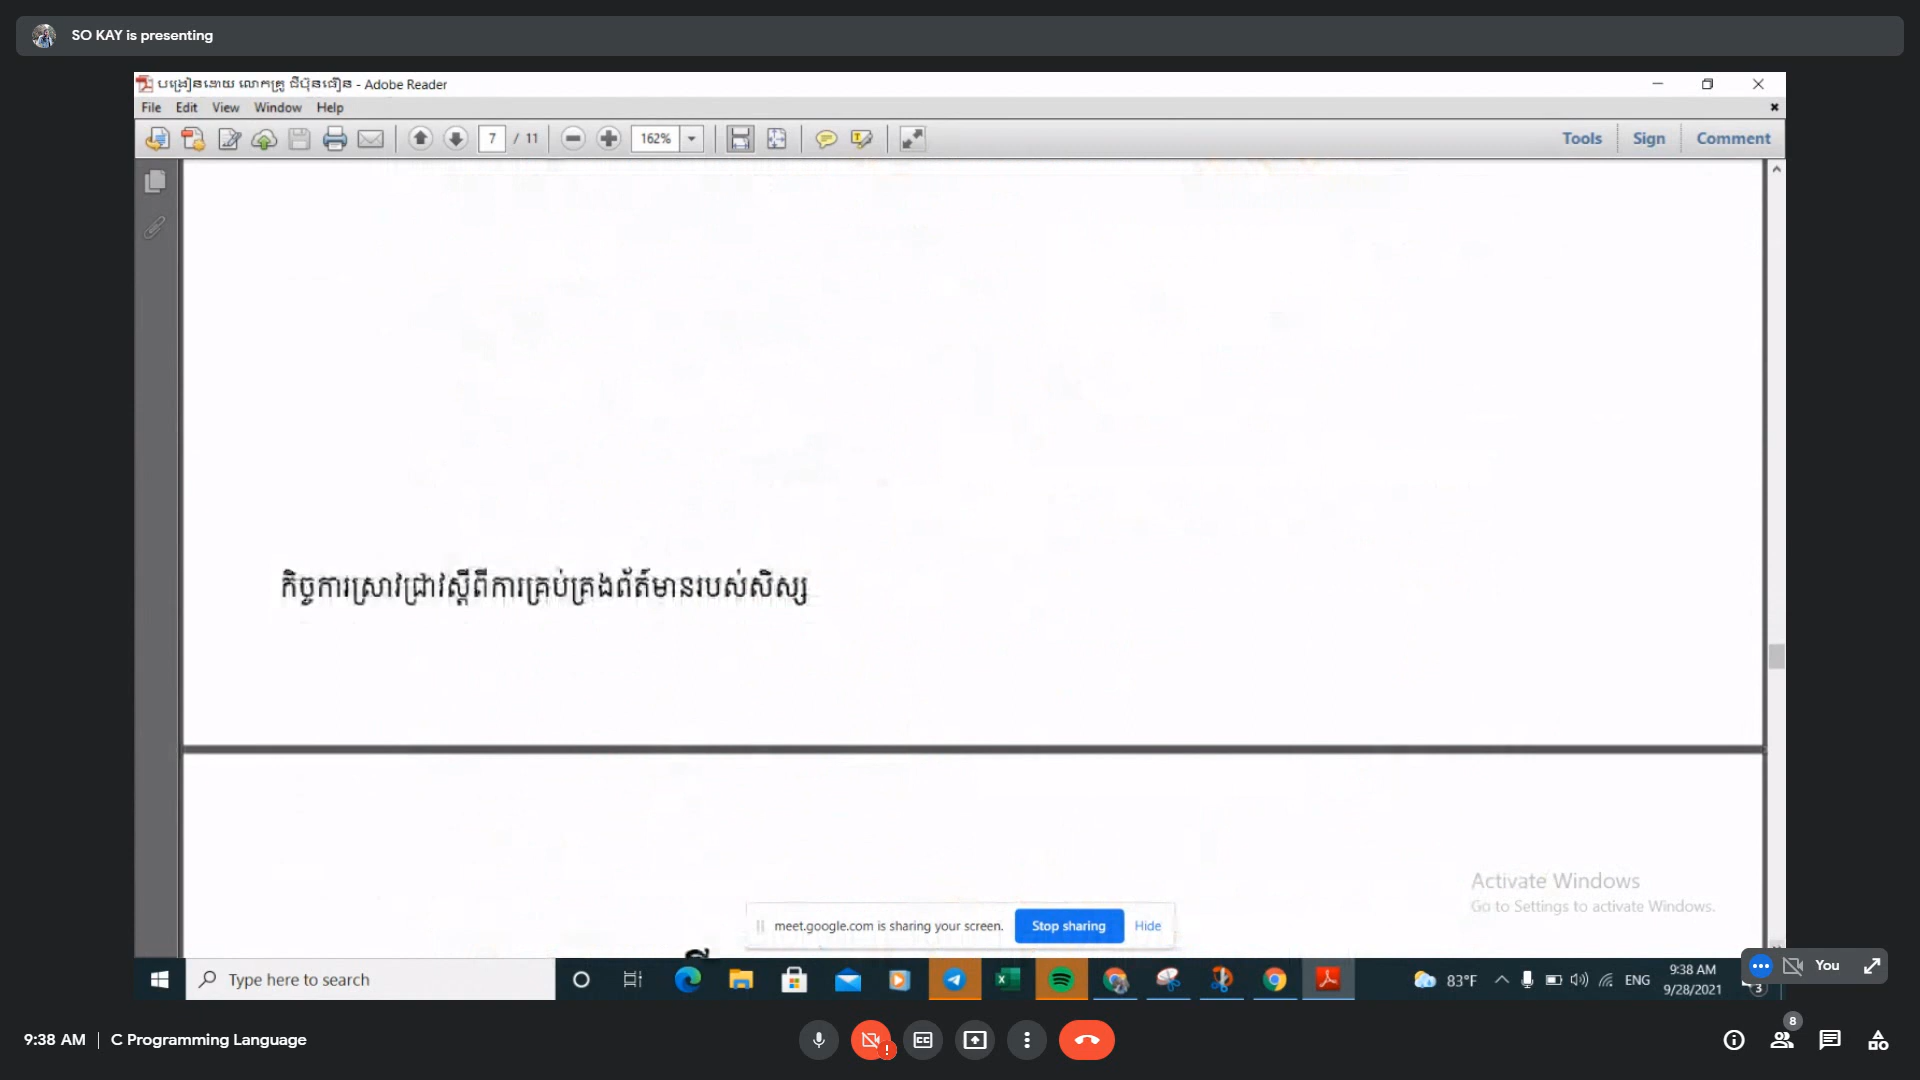 SO KAY is presenting
បង្រៀនដោយ លោកគ្រូ ជីប៉ុនធឿន - Adobe Reader
File Edit View Window Help
7 / 11 162% Tools Sign Comment
កិច្ចការស្រាវជ្រាវស្តីពីការគ្រប់គ្រងព័ត៌មានរបស់សិស្ស
Activate Windows
Go to Settings to activate Windows.
meet.google.com is sharing your screen. Stop sharing Hide
You
Type here to search
83°F ENG 9:38 AM
9/28/2021
3
8
9:38 AM | C Programming Language